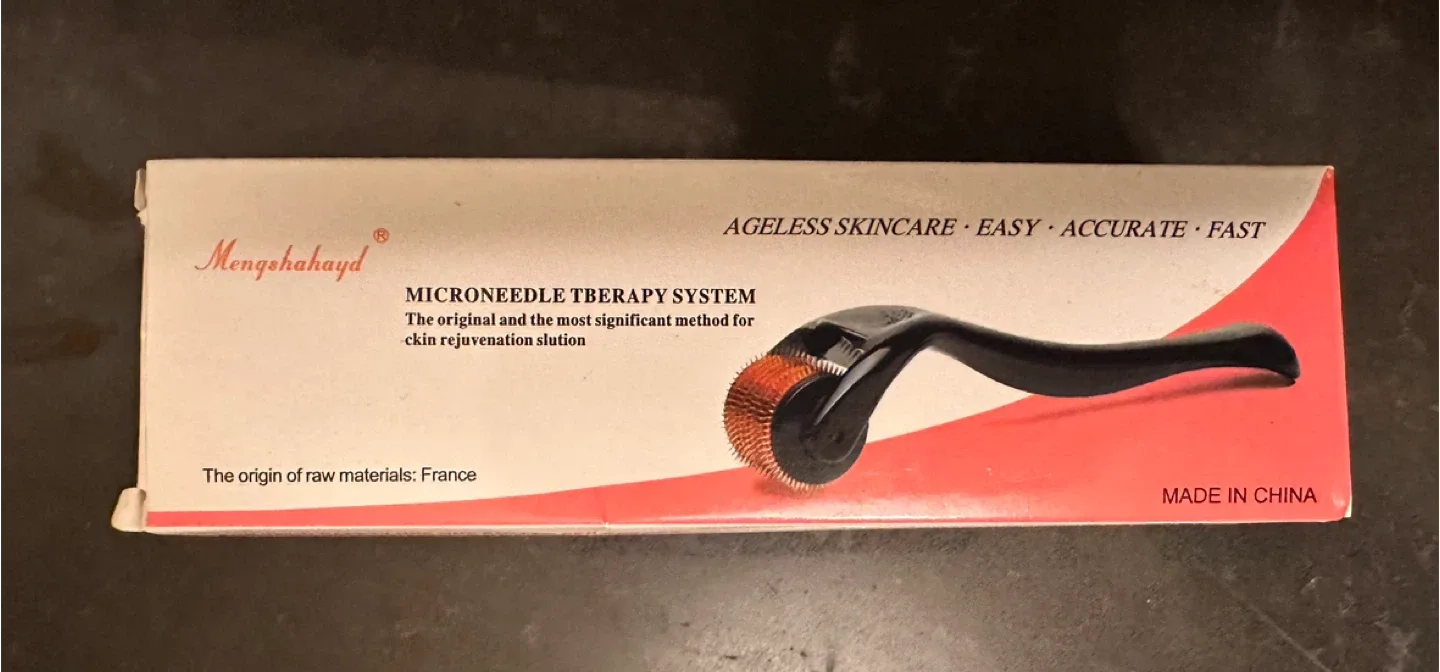 Mengshahayd®
AGELESS SKINCARE · EASY · ACCURATE · FAST
MICRONEEDLE TBERAPY SYSTEM
The original and the most significant method for
ckin rejuvenation slution
The origin of raw materials: France
MADE IN CHINA